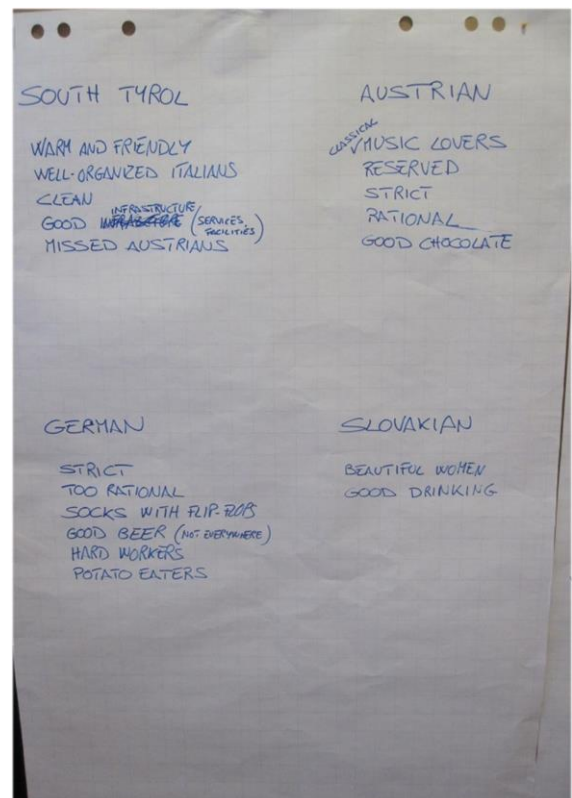 SOUTH TYROL
WARM AND FRIENDLY
WELL-ORGANIZED ITALIANS
CLEAN
GOOD INFRASTRUCTURE (SERVICES, FACILITIES)
MISSED AUSTRIANS
AUSTRIAN
CLASSICAL MUSIC LOVERS
RESERVED
STRICT
RATIONAL
GOOD CHOCOLATE
GERMAN
STRICT
TOO RATIONAL
SOCKS WITH FLIP-FLOPS
GOOD BEER (NOT EVERYWHERE)
HARD WORKERS
POTATO EATERS
SLOVAKIAN
BEAUTIFUL WOMEN
GOOD DRINKING